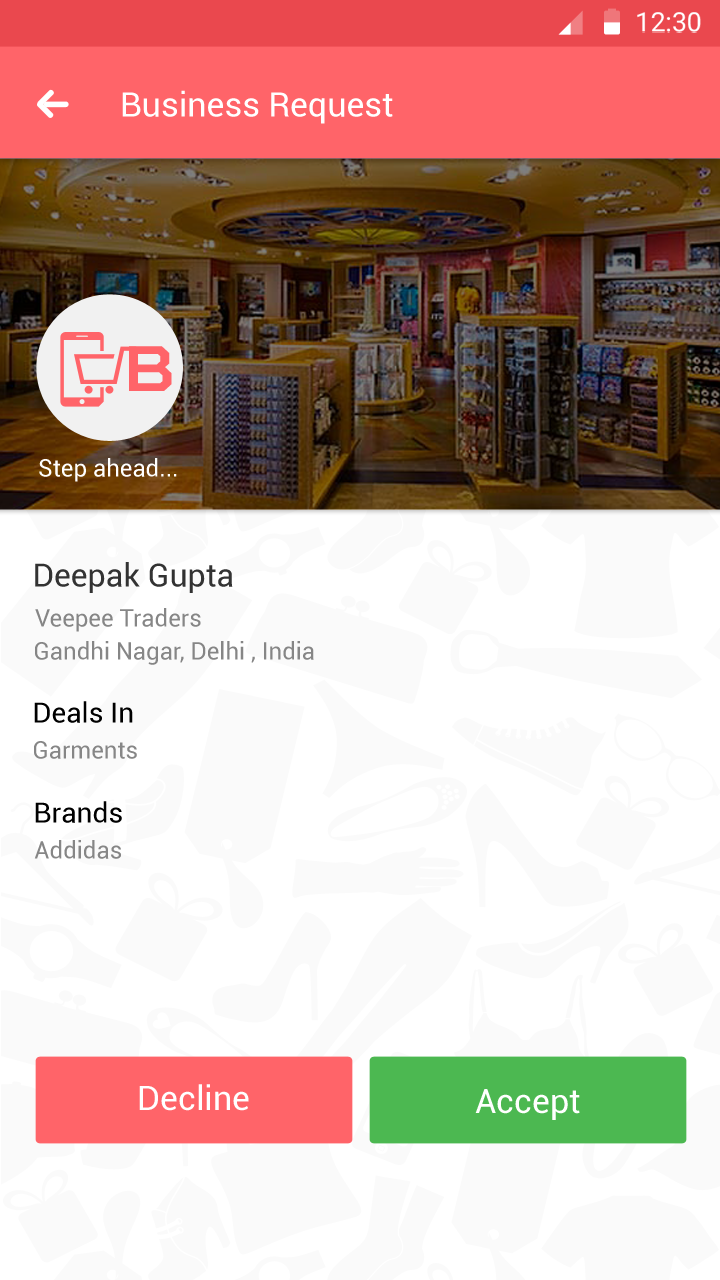 12:30
Business Request
B
Step ahead...
Deepak Gupta
Veepee Traders
Gandhi Nagar, Delhi , India
Deals In
Garments
Brands
Addidas
Decline
Accept